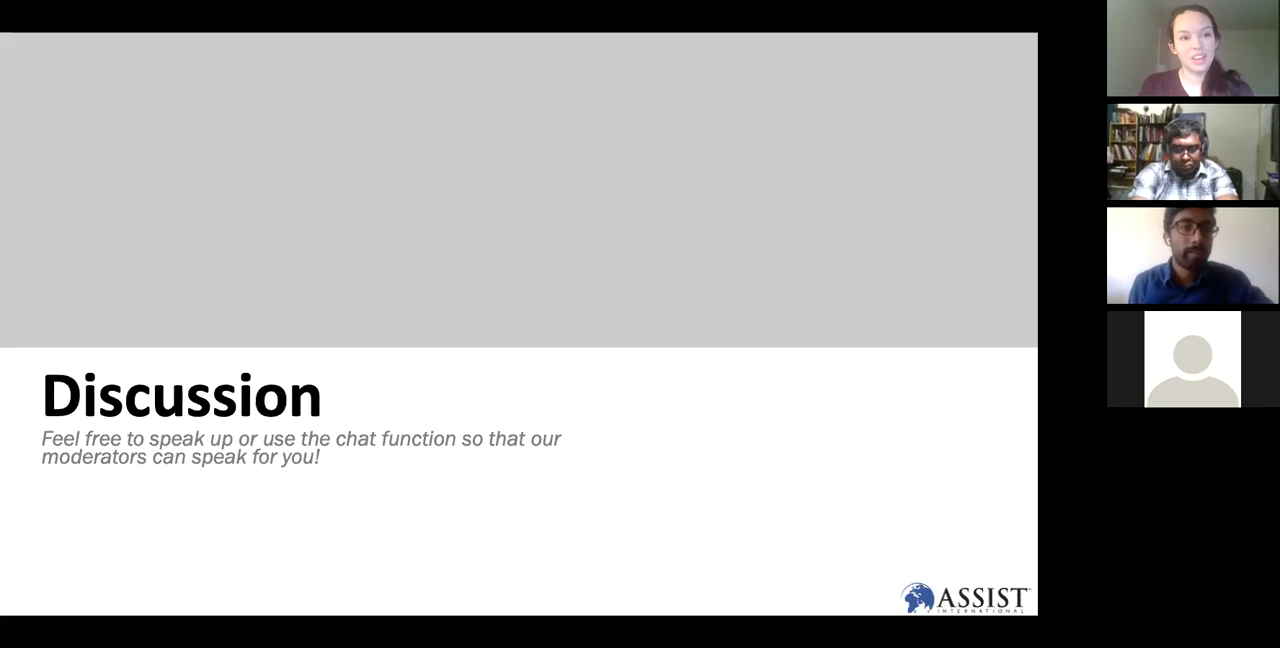 Discussion
Feel free to speak up or use the chat function so that our
moderators can speak for you!
ASSIST
INTERNATIONAL